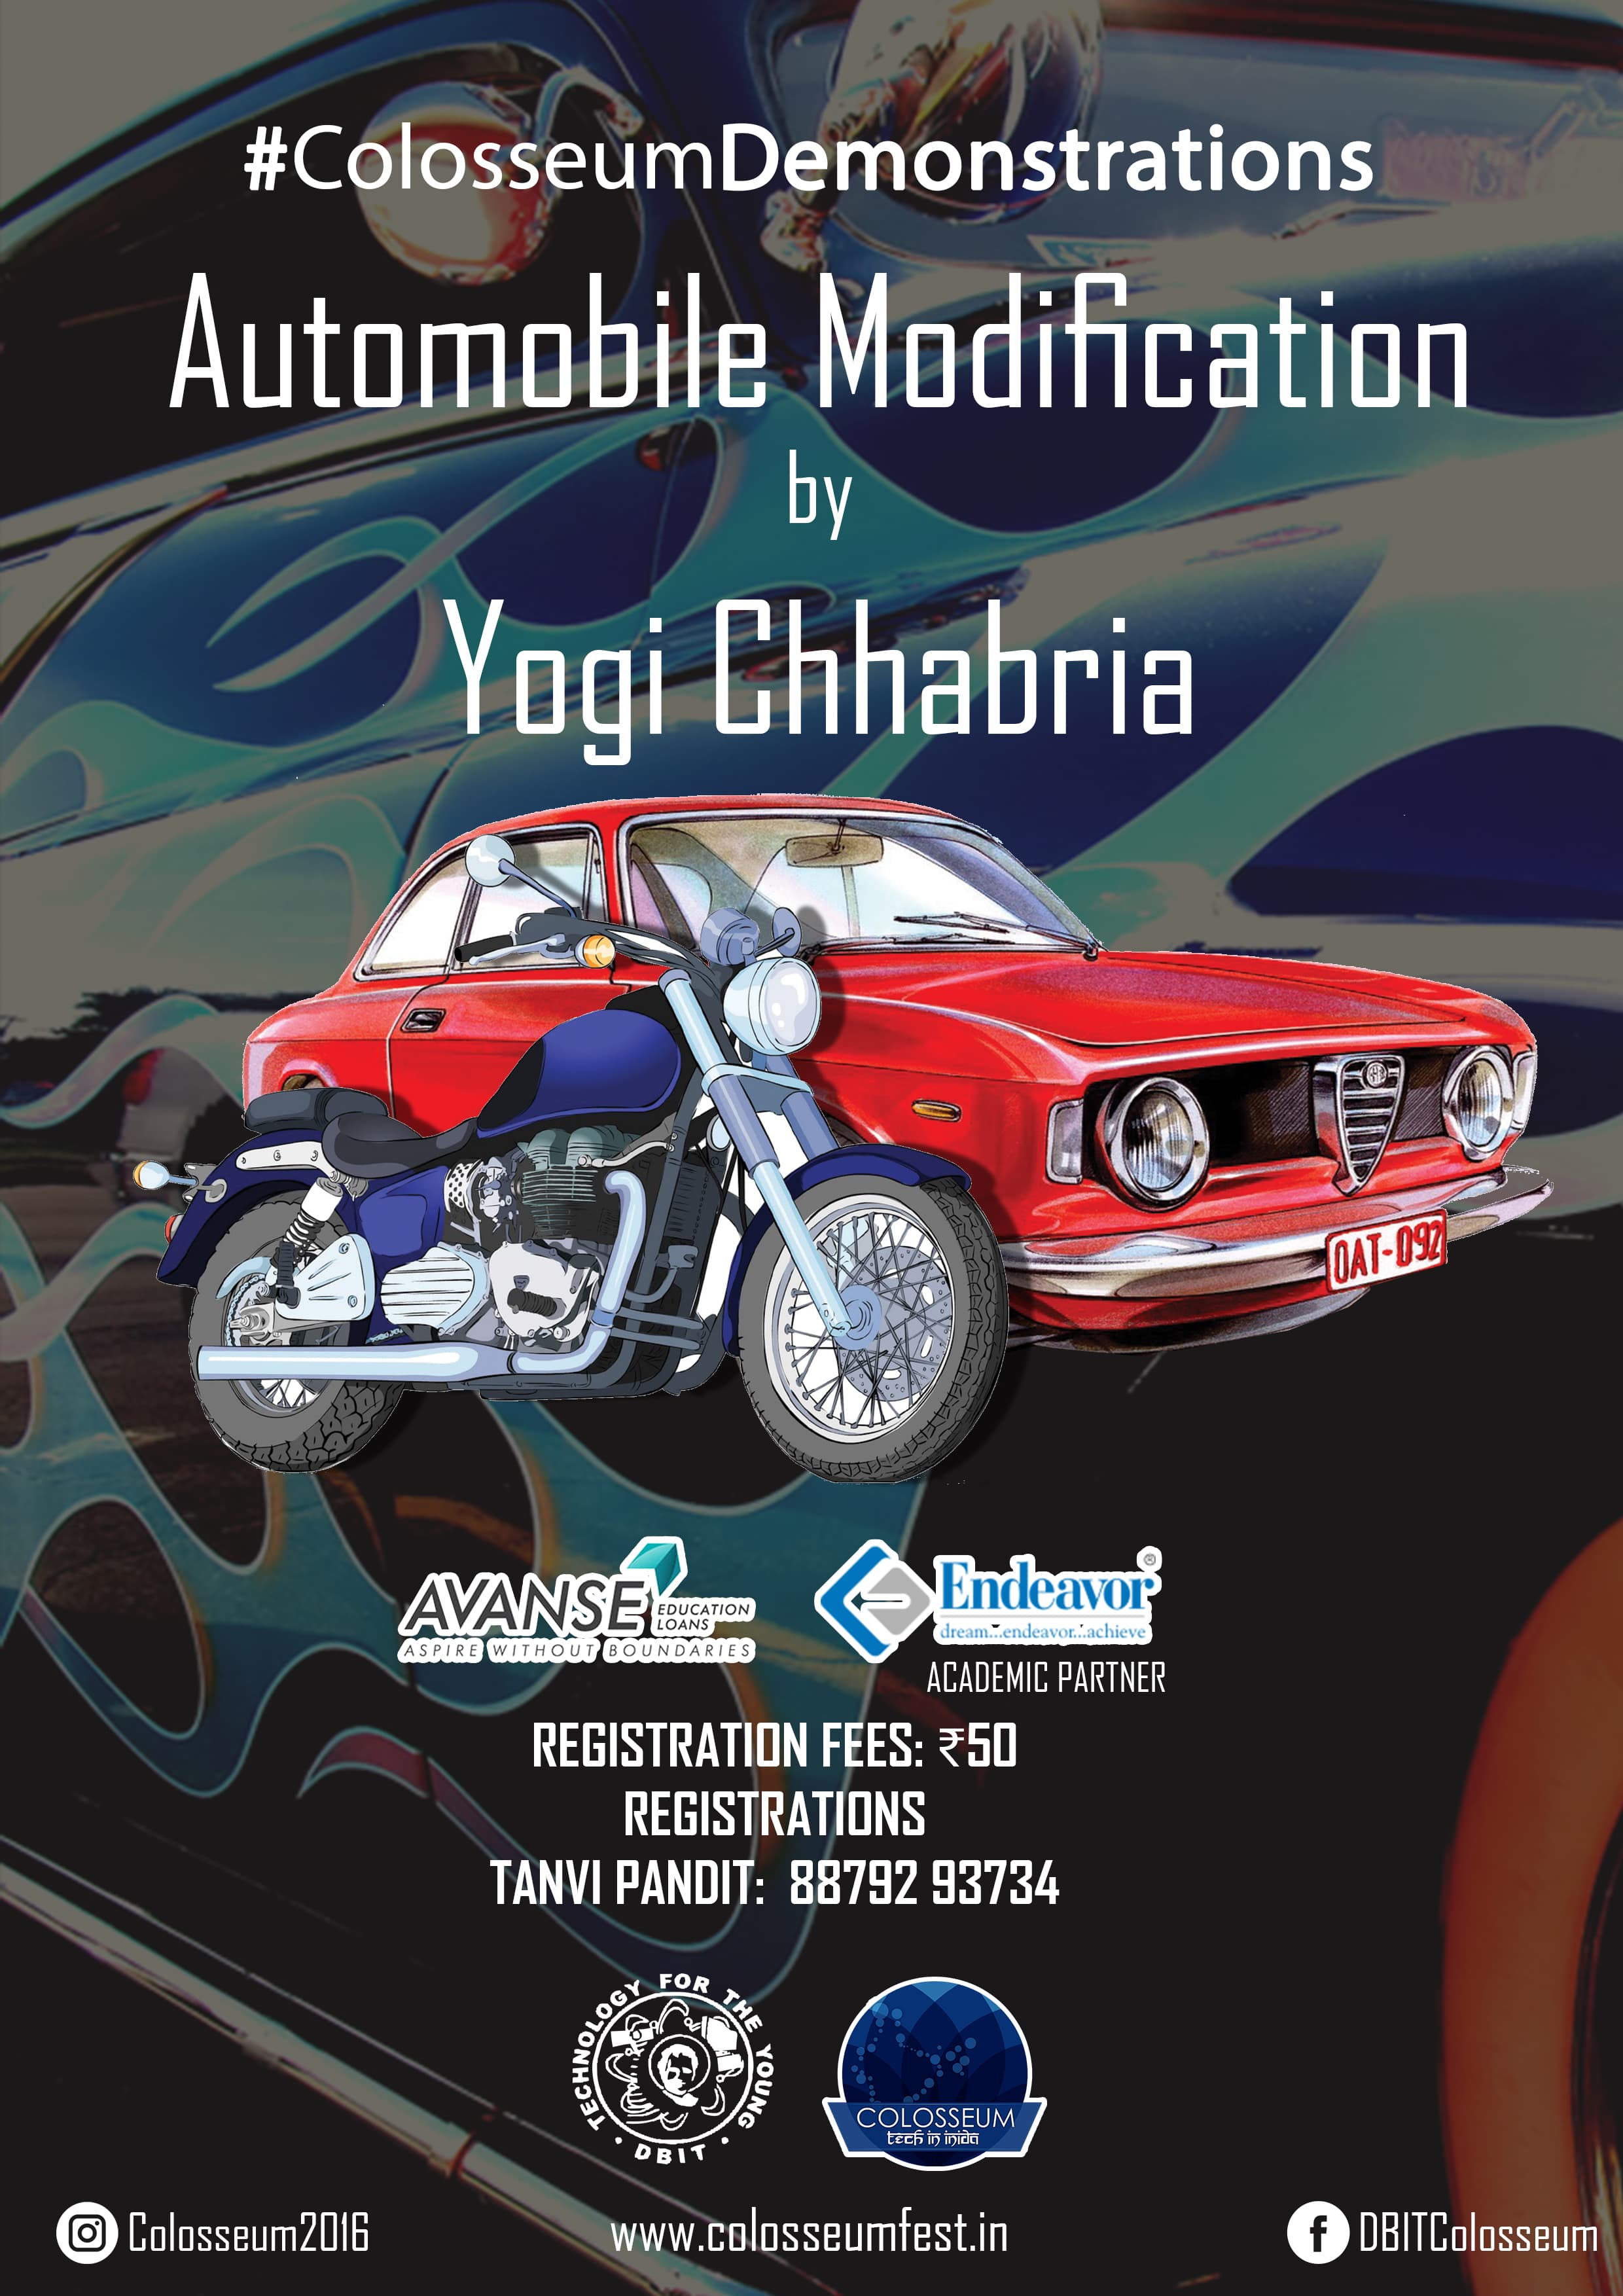 #ColosseumDemonstrations
Automobile Modification
by
Yogi Chhabria
OAT-092
AVANSE EDUCATION LOANS
ASPIRE WITHOUT BOUNDARIES
Endeavor®
dream...endeavor...achieve
ACADEMIC PARTNER
REGISTRATION FEES: ₹50
REGISTRATIONS
TANVI PANDIT: 88792 93734
TECHNOLOGY FOR THE YOUNG
• DBIT •
COLOSSEUM
tech in inida
Colosseum2016
www.colosseumfest.in
f DBITColosseum